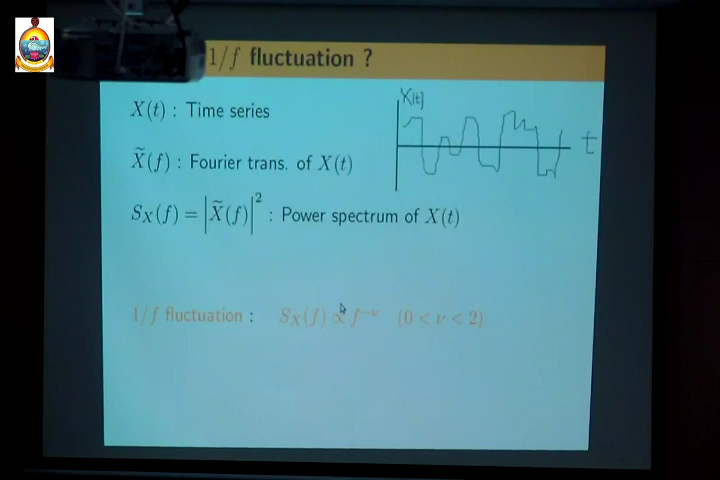 1/f fluctuation ?
X(t) : Time series
X[t]
t
X̃(f) : Fourier trans. of X(t)
S_X(f) = |X̃(f)|² : Power spectrum of X(t)
1/f fluctuation : S_X(f) ∝ f^{-ν} (0 < ν < 2)